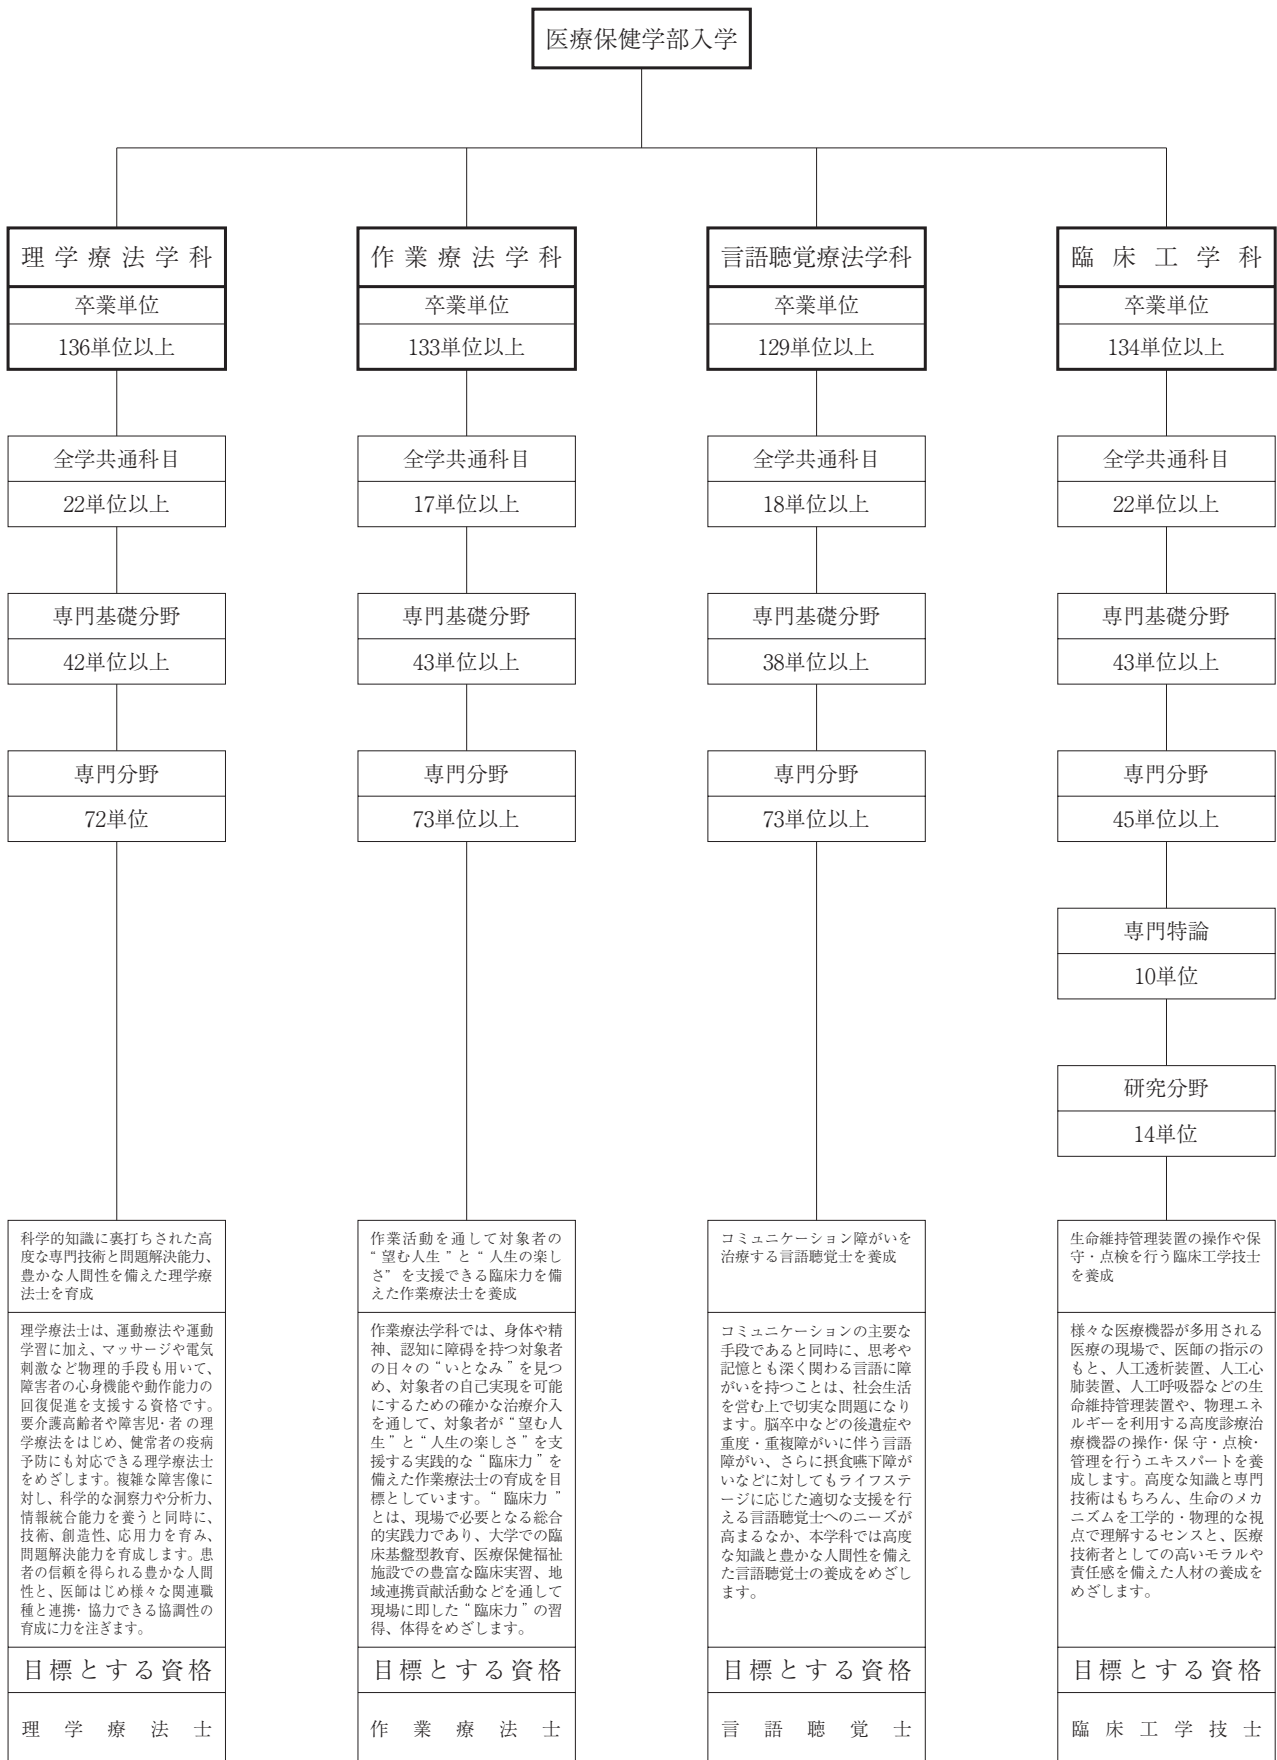 医療保健学部入学
理学療法学科
卒業単位
136単位以上
全学共通科目
22単位以上
専門基礎分野
42単位以上
専門分野
72単位
科学的知識に裏打ちされた高
度な専門技術と問題解決能力、
豊かな人間性を備えた理学療
法士を育成
理学療法士は、運動療法や運動
学習に加え、マッサージや電気
刺激など物理的手段も用いて、
障害者の心身機能や動作能力の
回復促進を支援する資格です。
要介護高齢者や障害児・者の理
学療法をはじめ、健常者の疫病
予防にも対応できる理学療法士
をめざします。複雑な障害像に
対し、科学的な洞察力や分析力、
情報統合能力を養うと同時に、
技術、創造性、応用力を育み、
問題解決能力を育成します。患
者の信頼を得られる豊かな人間
性と、医師はじめ様々な関連職
種と連携・協力できる協調性の
育成に力を注ぎます。
目標とする資格
理学療法士
作業療法学科
卒業単位
133単位以上
全学共通科目
17単位以上
専門基礎分野
43単位以上
専門分野
73単位以上
作業活動を通して対象者の
“望む人生”と“人生の楽し
さ”を支援できる臨床力を備
えた作業療法士を養成
作業療法学科では、身体や精
神、認知に障碍を持つ対象者
の日々の“いとなみ”を見つ
め、対象者の自己実現を可能
にするための確かな治療介入
を通して、対象者が“望む人
生”と“人生の楽しさ”を支
援する実践的な“臨床力”を
備えた作業療法士の育成を目
標としています。“臨床力”
とは、現場で必要となる総合
的実践力であり、大学での臨
床基盤型教育、医療保健福祉
施設での豊富な臨床実習、地
域連携貢献活動などを通して
現場に即した“臨床力”の習
得、体得をめざします。
目標とする資格
作業療法士
言語聴覚療法学科
卒業単位
129単位以上
全学共通科目
18単位以上
専門基礎分野
38単位以上
専門分野
73単位以上
コミュニケーション障がいを
治療する言語聴覚士を養成
コミュニケーションの主要な
手段であると同時に、思考や
記憶とも深く関わる言語に障
がいを持つことは、社会生活
を営む上で切実な問題になり
ます。脳卒中などの後遺症や
重度・重複障がいに伴う言語
障がい、さらに摂食嚥下障が
いなどに対してもライフステ
ージに応じた適切な支援を行
える言語聴覚士へのニーズが
高まるなか、本学科では高度
な知識と豊かな人間性を備え
た言語聴覚士の養成をめざし
ます。
目標とする資格
言語聴覚士
臨床工学科
卒業単位
134単位以上
全学共通科目
22単位以上
専門基礎分野
43単位以上
専門分野
45単位以上
専門特論
10単位
研究分野
14単位
生命維持管理装置の操作や保
守・点検を行う臨床工学技士
を養成
様々な医療機器が多用される
医療の現場で、医師の指示の
もと、人工透析装置、人工心
肺装置、人工呼吸器などの生
命維持管理装置や、物理エネ
ルギーを利用する高度診療治
療機器の操作・保守・点検・
管理を行うエキスパートを養
成します。高度な知識と専門
技術はもちろん、生命のメカ
ニズムを工学的・物理的な視
点で理解するセンスと、医療
技術者としての高いモラルや
責任感を備えた人材の養成を
めざします。
目標とする資格
臨床工学技士